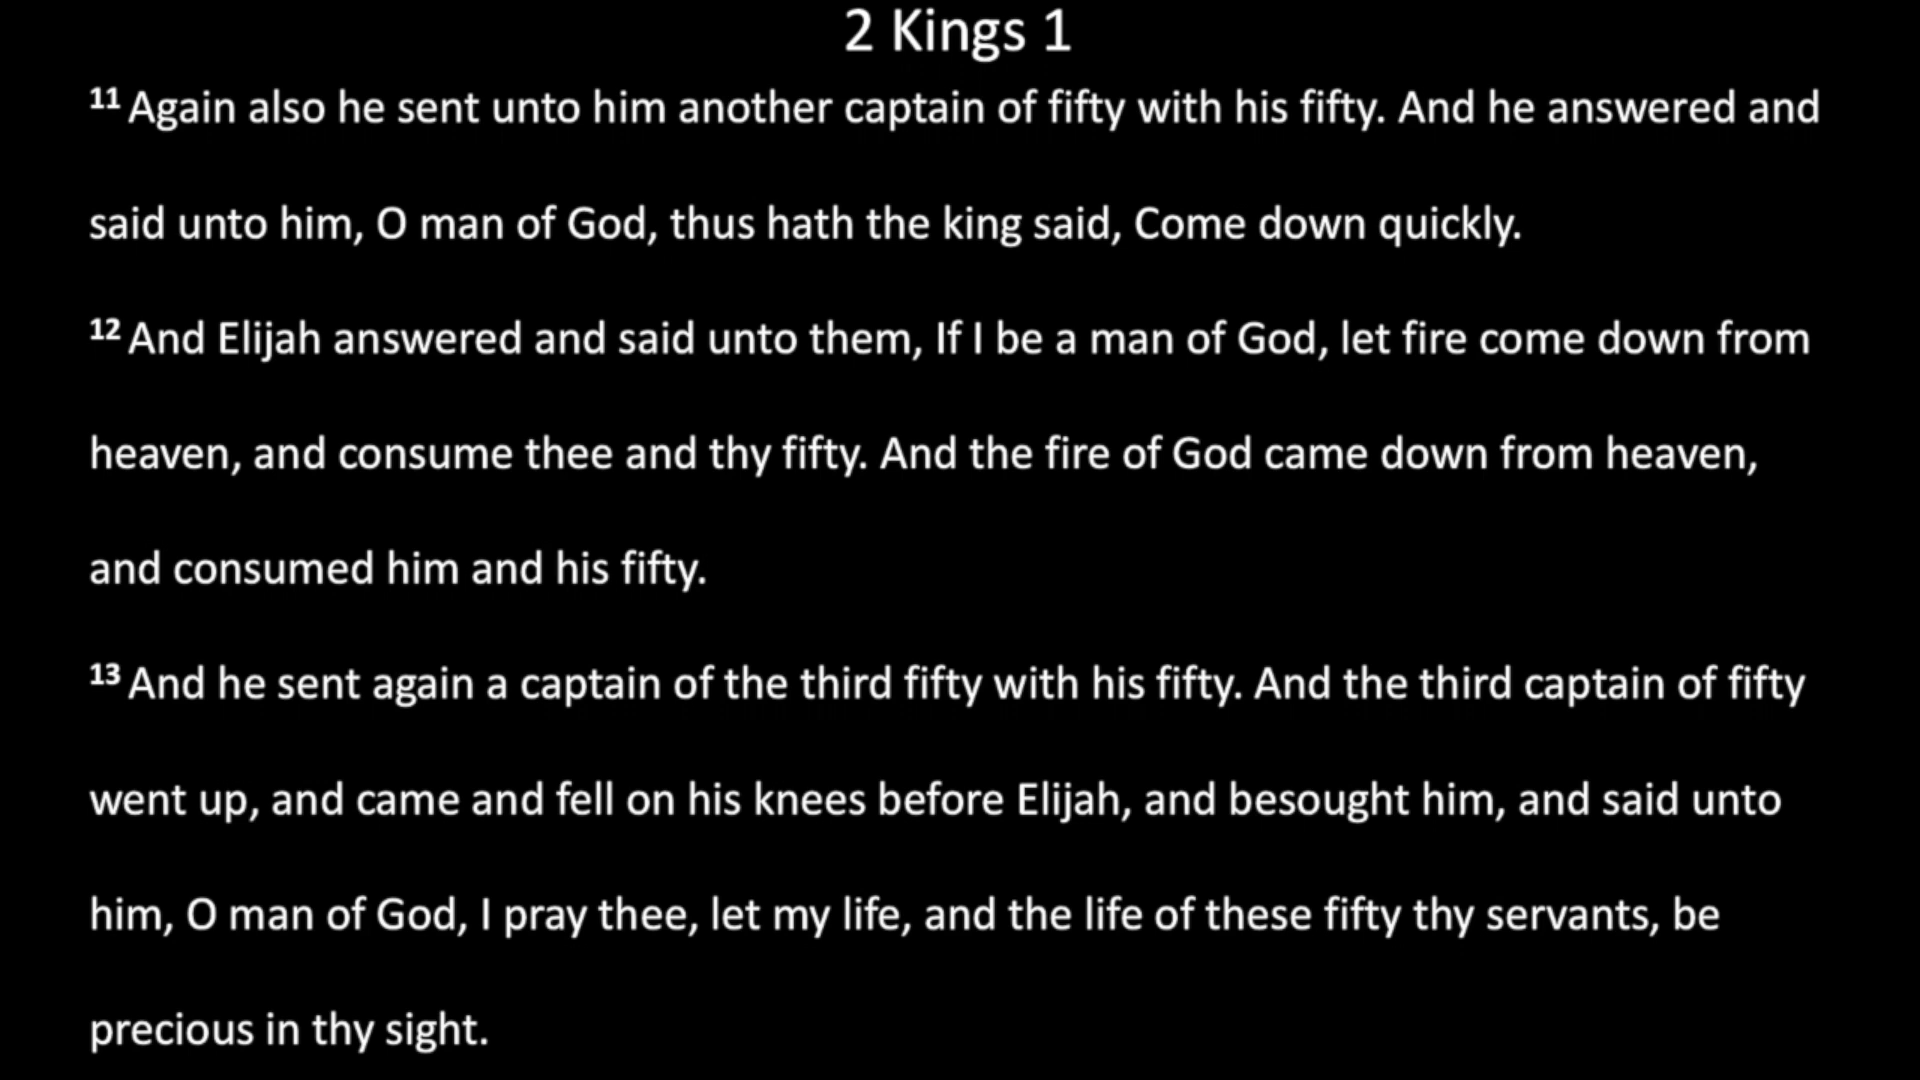 2 Kings 1
11 Again also he sent unto him another captain of fifty with his fifty. And he answered and
said unto him, O man of God, thus hath the king said, Come down quickly.
12 And Elijah answered and said unto them, If I be a man of God, let fire come down from
heaven, and consume thee and thy fifty. And the fire of God came down from heaven,
and consumed him and his fifty.
13 And he sent again a captain of the third fifty with his fifty. And the third captain of fifty
went up, and came and fell on his knees before Elijah, and besought him, and said unto
him, O man of God, I pray thee, let my life, and the life of these fifty thy servants, be
precious in thy sight.